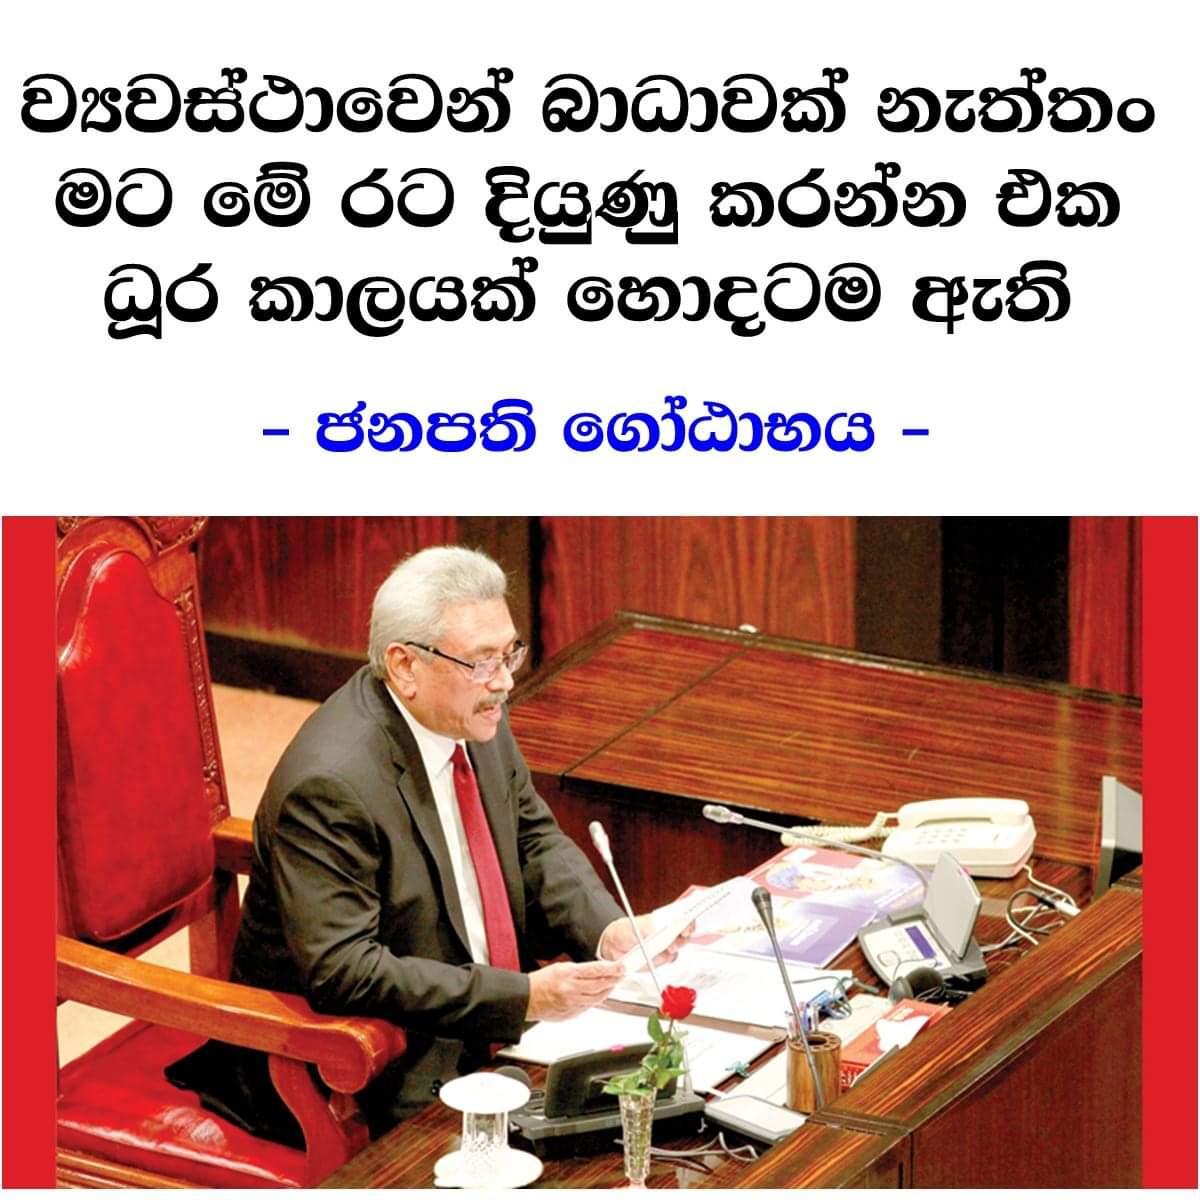 ව්‍යවස්ථාවෙන් බාධාවක් නැත්තං
මට මේ රට දියුණු කරන්න එක
ධූර කාලයක් හොදටම ඇති
– ජනපති ගෝඨාභය –